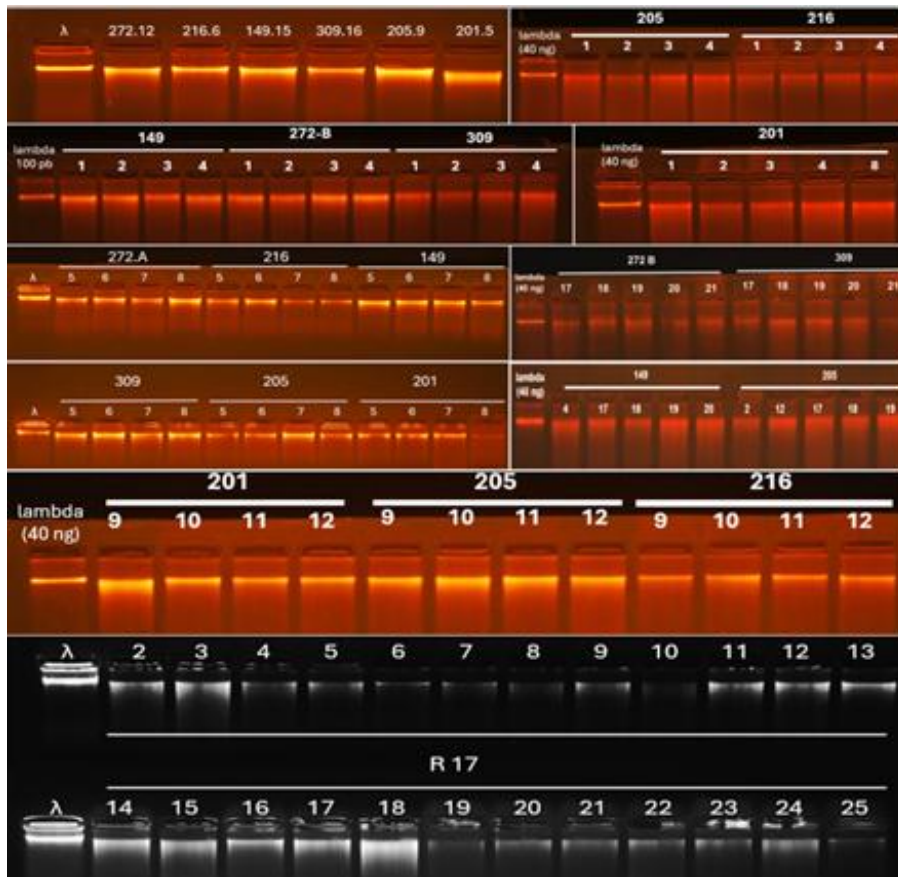 λ 272.12 216.6 149.15 309.16 205.9 201.5
205 216
lambda
(40 ng) 1 2 3 4 1 2 3 4
149 272-B 309
lambda
100 pb 1 2 3 4 1 2 3 4 1 2 3 4
201
lambda
(40 ng) 1 2 3 4 8
272.A 216 149
λ 5 6 7 8 5 6 7 8 5 6 7 8
272 B 309
lambda
(40 ng) 17 18 19 20 21 17 18 19 20 21
309 205 201
λ 5 6 7 8 5 6 7 8 5 6 7 8
149 205
lambda
(40 ng) 4 17 18 19 20 2 12 17 18 19
201 205 216
lambda
(40 ng) 9 10 11 12 9 10 11 12 9 10 11 12
λ 2 3 4 5 6 7 8 9 10 11 12 13
R 17
λ 14 15 16 17 18 19 20 21 22 23 24 25